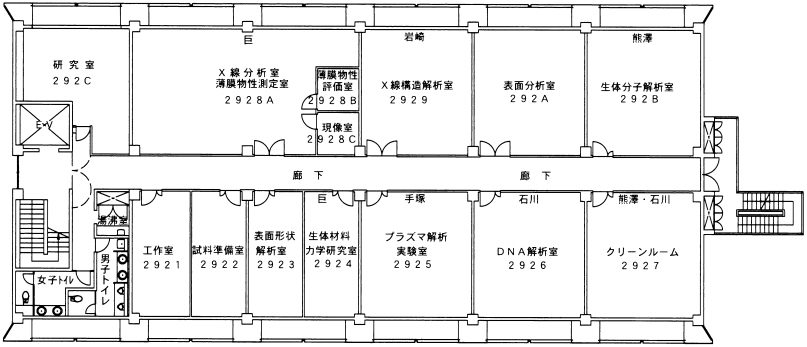 研究室
292C
E·V
巨
X線分析室
薄膜物性測定室
2928A
薄膜物性
評価室
2928B
現像室
2928C
岩崎
X線構造解析室
2929
表面分析室
292A
熊澤
生体分子解析室
292B
廊下
廊下
湯沸室
男子トイレ
女子トイレ
工作室
2921
試料準備室
2922
表面形状
解析室
2923
巨
生体材料
力学研究室
2924
手塚
プラズマ解析
実験室
2925
石川
DNA解析室
2926
熊澤・石川
クリーンルーム
2927